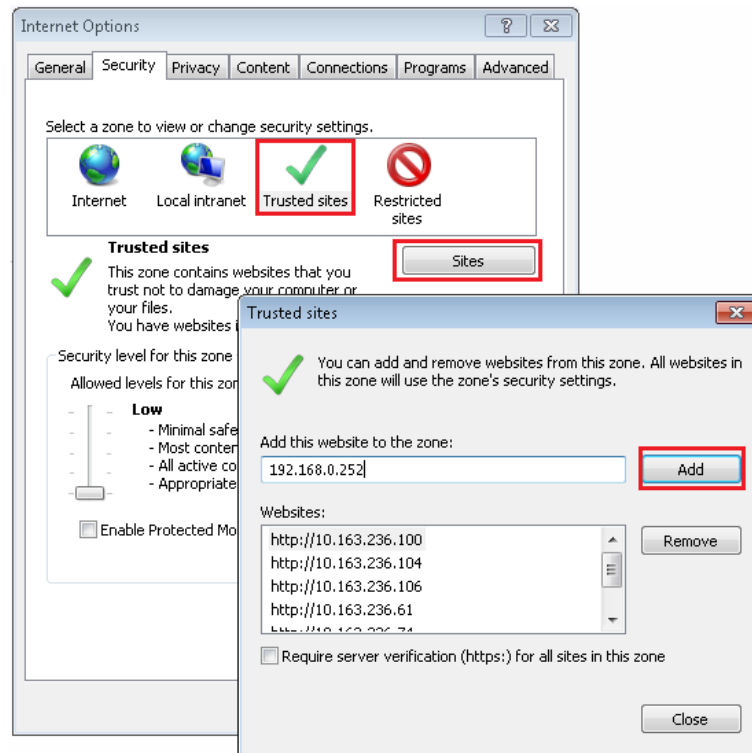 Internet Options
General Security Privacy Content Connections Programs Advanced
Select a zone to view or change security settings.
Internet Local intranet Trusted sites Restricted sites
Trusted sites
This zone contains websites that you
trust not to damage your computer or
your files.
You have websites
Sites
Security level for this zone
Allowed levels for this zon
Low
- Minimal safe
- Most conten
- All active co
- Appropriate
Enable Protected Mo
Trusted sites
You can add and remove websites from this zone. All websites in
this zone will use the zone's security settings.
Add this website to the zone:
192.168.0.252
Add
Websites:
http://10.163.236.100
http://10.163.236.104
http://10.163.236.106
http://10.163.236.61
Remove
Require server verification (https:) for all sites in this zone
Close